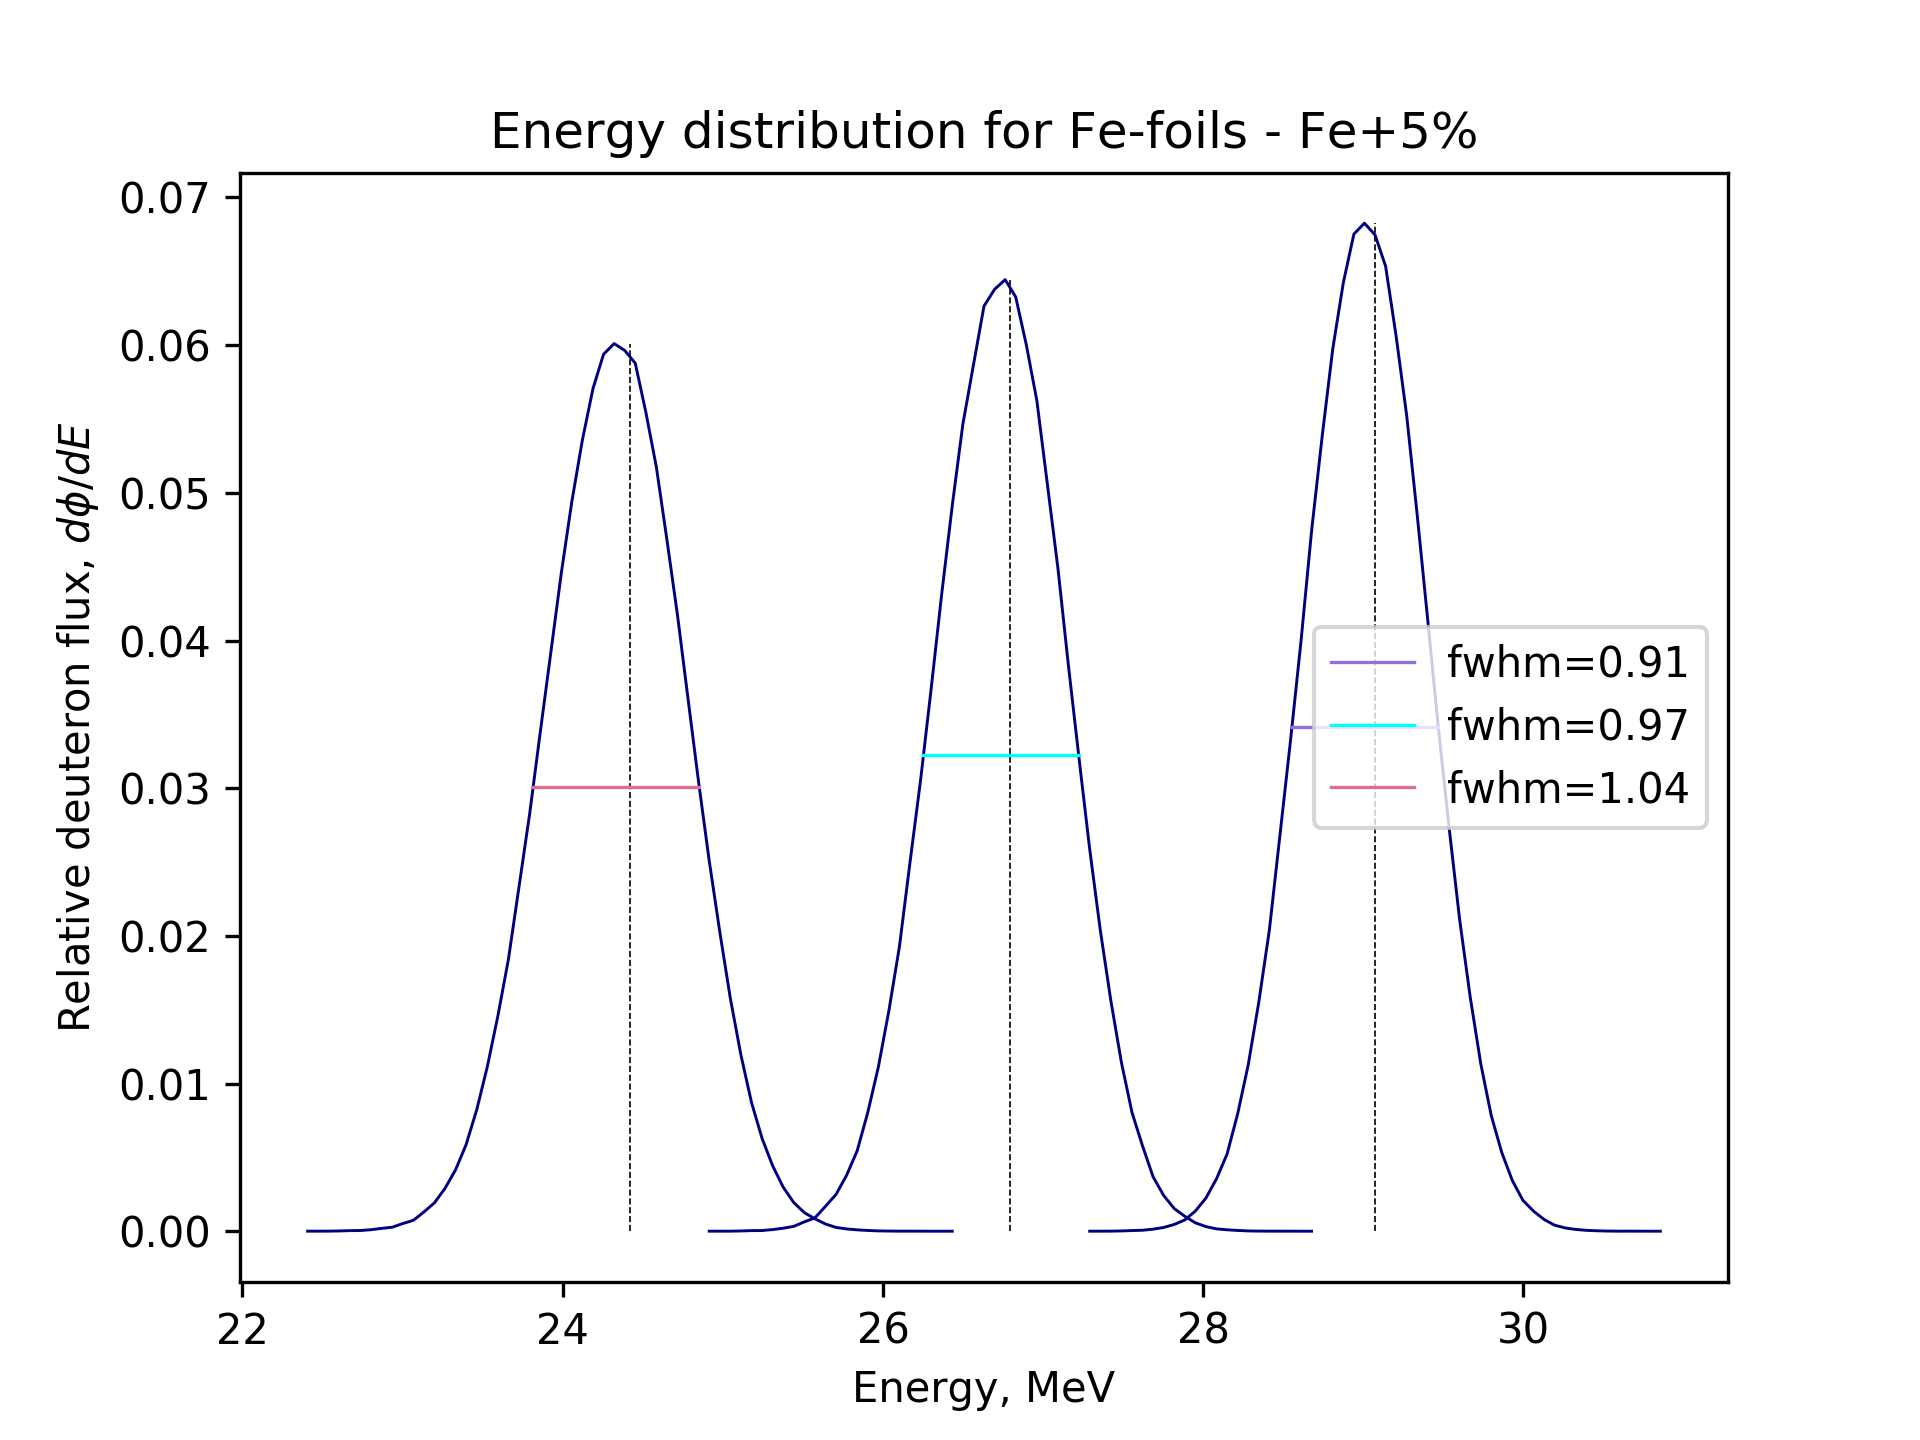 Energy distribution for Fe-foils - Fe+5%
Relative deuteron flux, dϕ/dE
0.07
0.06
0.05
0.04
0.03
0.02
0.01
0.00
fwhm=0.91
fwhm=0.97
fwhm=1.04
22 24 26 28 30
Energy, MeV